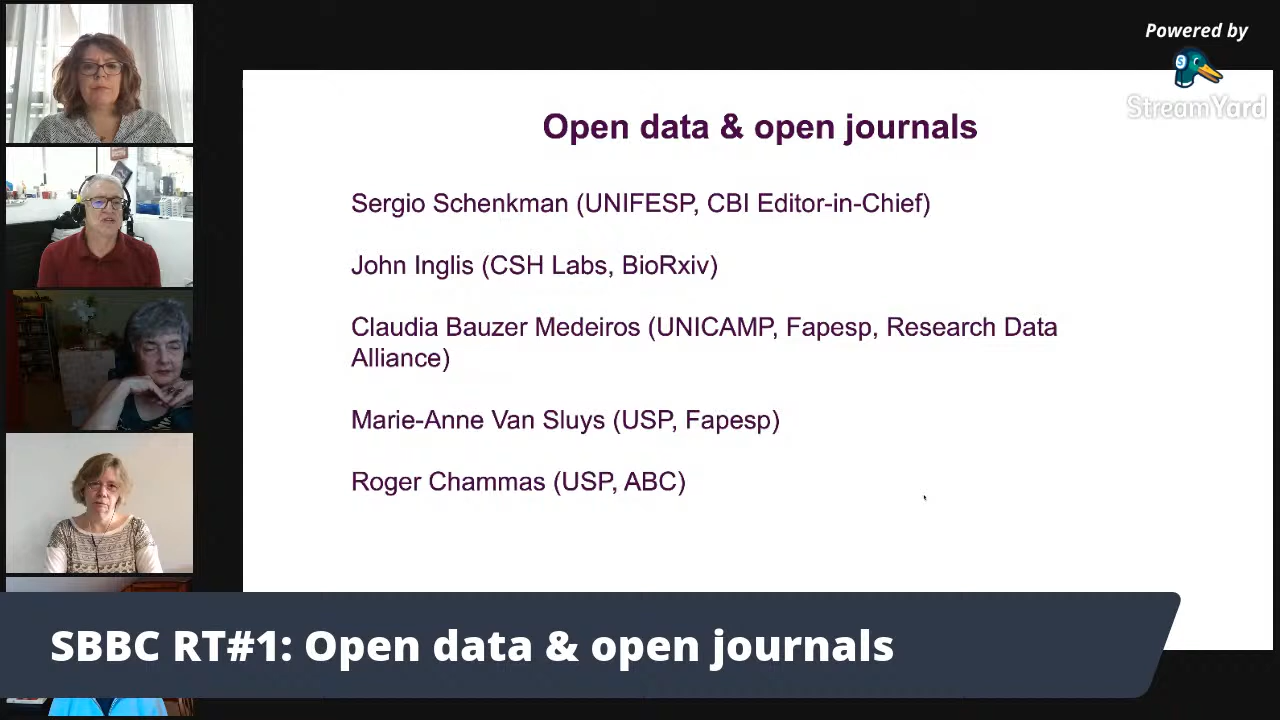 Powered by
StreamYard
Open data & open journals
Sergio Schenkman (UNIFESP, CBI Editor-in-Chief)
John Inglis (CSH Labs, BioRxiv)
Claudia Bauzer Medeiros (UNICAMP, Fapesp, Research Data
Alliance)
Marie-Anne Van Sluys (USP, Fapesp)
Roger Chammas (USP, ABC)
SBBC RT#1: Open data & open journals